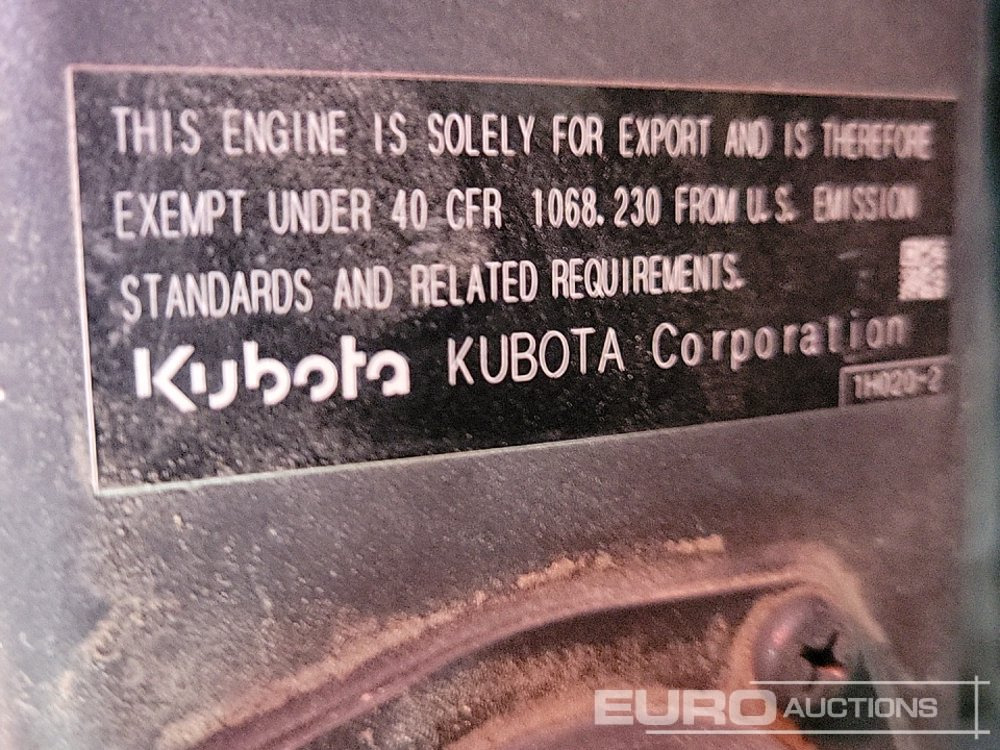 THIS ENGINE IS SOLELY FOR EXPORT AND IS THEREFORE
EXEMPT UNDER 40 CFR 1068.230 FROM U.S. EMISSION
STANDARDS AND RELATED REQUIREMENTS.
Kubota KUBOTA Corporation
1H020-2
EURO AUCTIONS